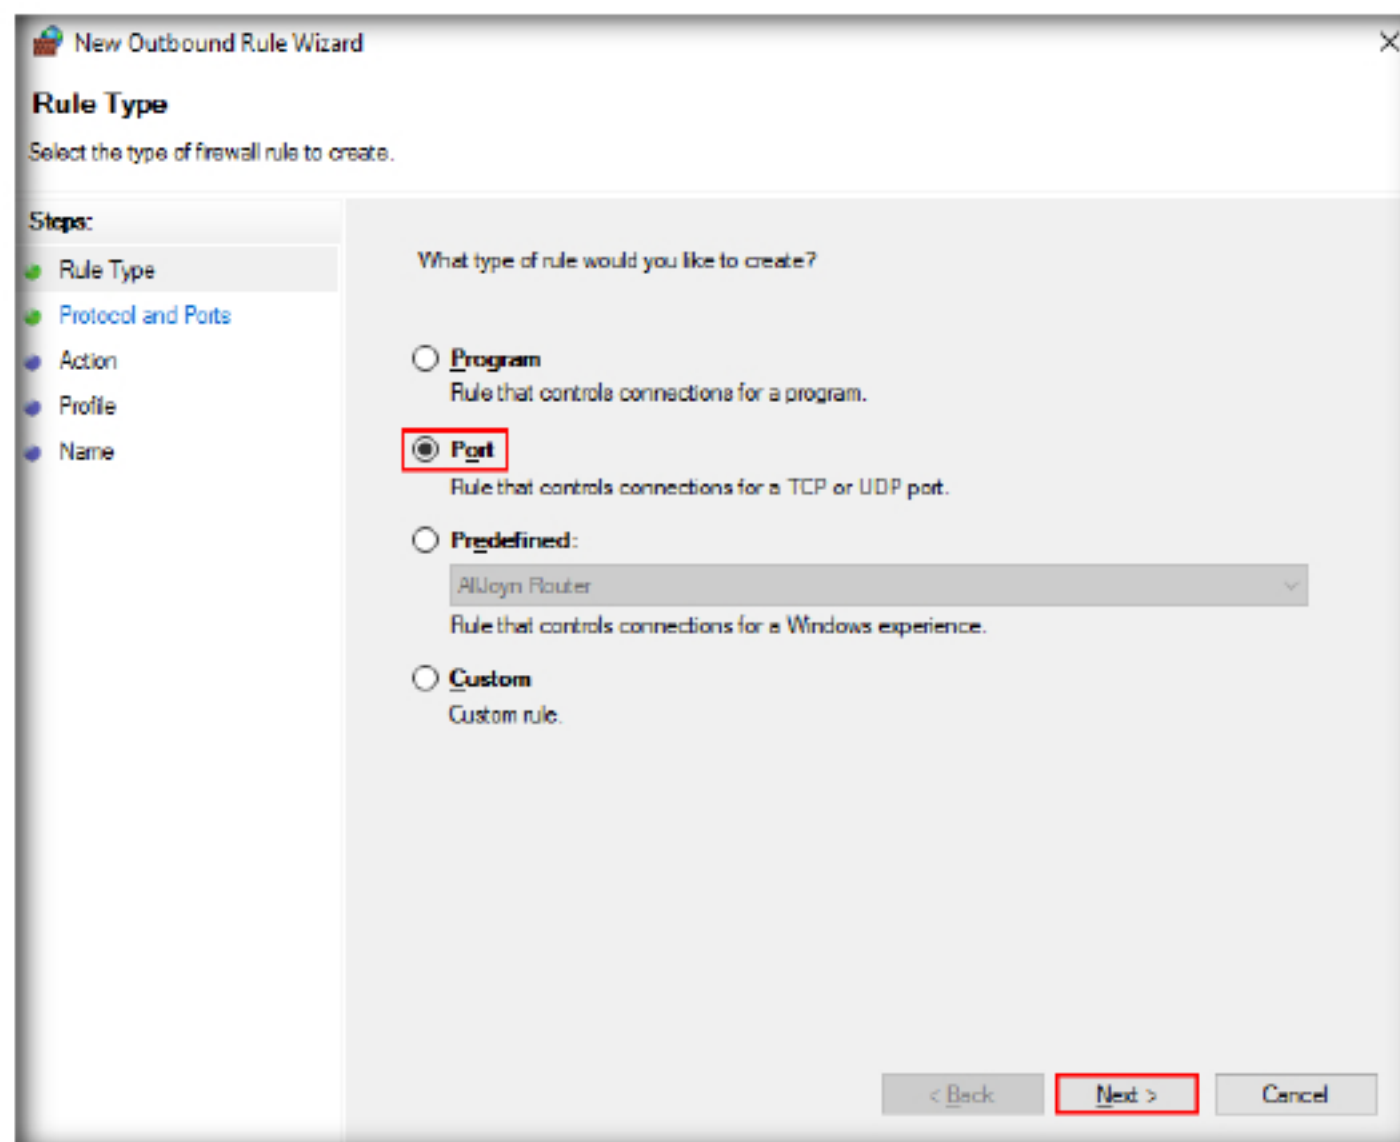 New Outbound Rule Wizard
Rule Type
Select the type of firewall rule to create.
Steps:
Rule Type
Protocol and Ports
Action
Profile
Name
What type of rule would you like to create?
Program
Rule that controls connections for a program.
Port
Rule that controls connections for a TCP or UDP port.
Predefined:
AllJoyn Router
Rule that controls connections for a Windows experience.
Custom
Custom rule.
< Back
Next >
Cancel